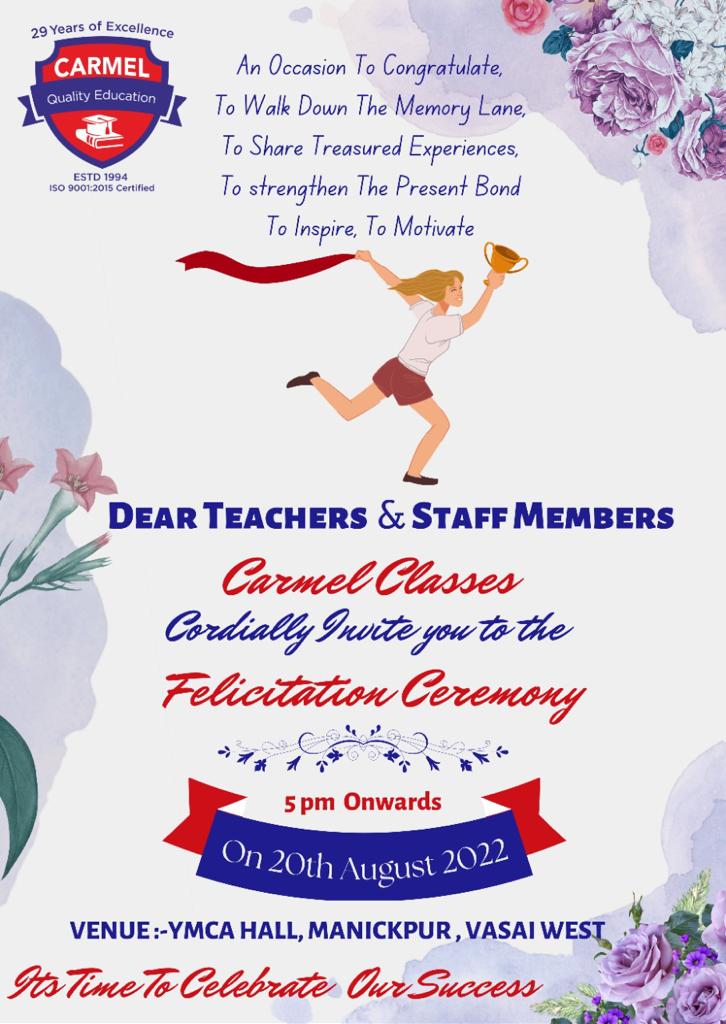 29 Years of Excellence
CARMEL
Quality Education
ESTD 1994
ISO 9001:2015 Certified
An Occasion To Congratulate,
To Walk Down The Memory Lane,
To Share Treasured Experiences,
To strengthen The Present Bond
To Inspire, To Motivate
DEAR TEACHERS & STAFF MEMBERS
Carmel Classes
Cordially Invite you to the
Felicitation Ceremony
5 pm Onwards
On 20th August 2022
VENUE :-YMCA HALL, MANICKPUR , VASAI WEST
Its Time To Celebrate Our Success